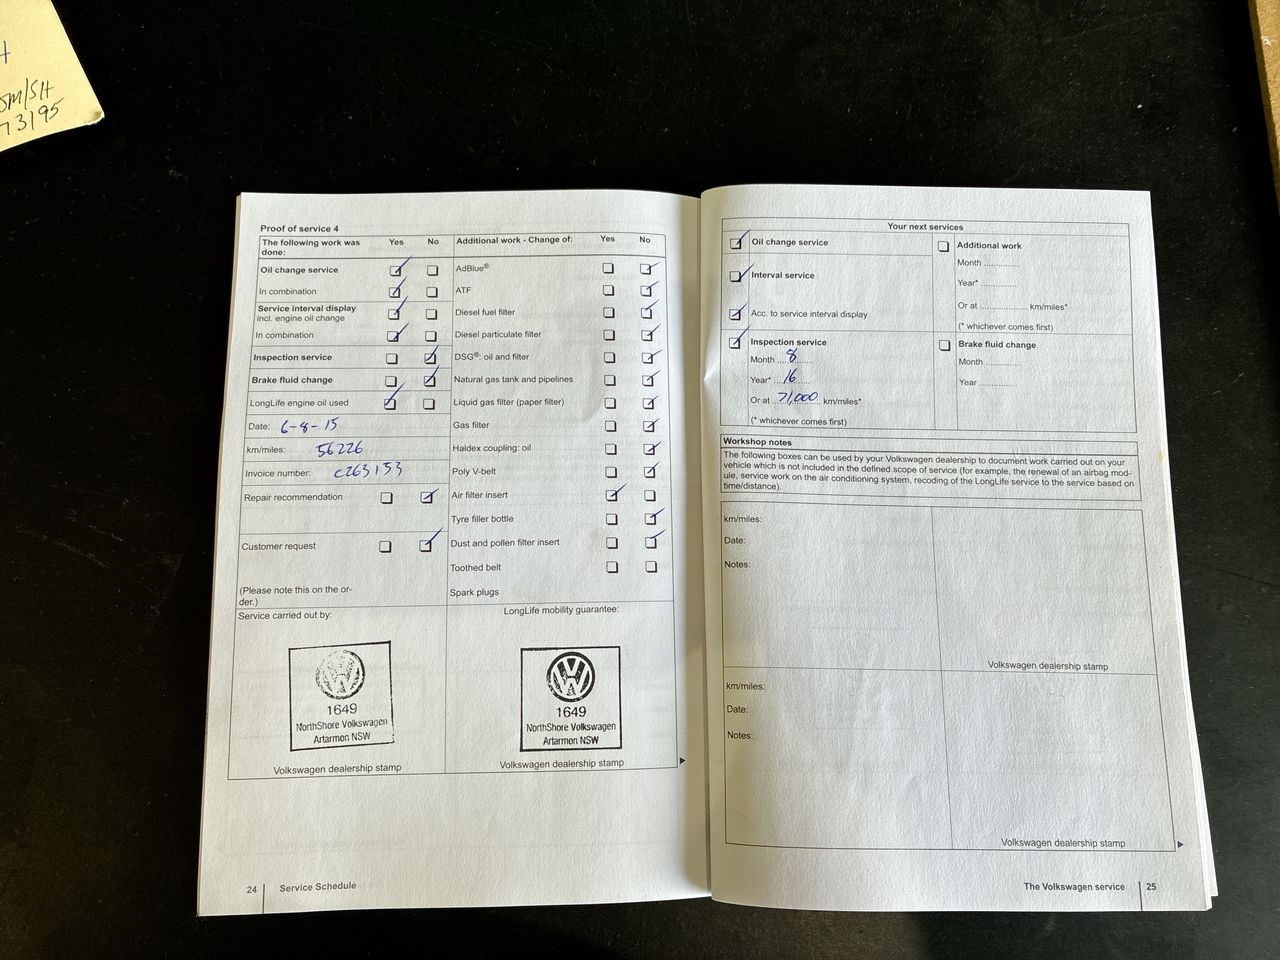 OM/SH
73195
Proof of service 4
The following work was done: Yes No
Oil change service
In combination
Service interval display
incl. engine oil change
In combination
Inspection service
Brake fluid change
LongLife engine oil used
Date: 6-8-15
km/miles: 56226
Invoice number: C263153
Repair recommendation
Customer request
(Please note this on the or-
der.)
Additional work - Change of: Yes No
AdBlue®
ATF
Diesel fuel filter
Diesel particulate filter
DSG®: oil and filter
Natural gas tank and pipelines
Liquid gas filter (paper filter)
Gas filter
Haldex coupling: oil
Poly V-belt
Air filter insert
Tyre filler bottle
Dust and pollen filter insert
Toothed belt
Spark plugs
Service carried out by:
1649
NorthShore Volkswagen
Artarmon NSW
Volkswagen dealership stamp
LongLife mobility guarantee:
1649
NorthShore Volkswagen
Artarmon NSW
Volkswagen dealership stamp
24 Service Schedule
Your next services
Oil change service
Interval service
Acc. to service interval display
Inspection service
Month 8
Year* 16
Or at 71,000 km/miles*
(* whichever comes first)
Additional work
Month
Year*
Or at km/miles*
(* whichever comes first)
Brake fluid change
Month
Year
Workshop notes
The following boxes can be used by your Volkswagen dealership to document work carried out on your
vehicle which is not included in the defined scope of service (for example, the renewal of an airbag mod-
ule, service work on the air conditioning system, recoding of the LongLife service to the service based on
time/distance).
km/miles:
Date:
Notes:
Volkswagen dealership stamp
km/miles:
Date:
Notes:
Volkswagen dealership stamp
The Volkswagen service 25